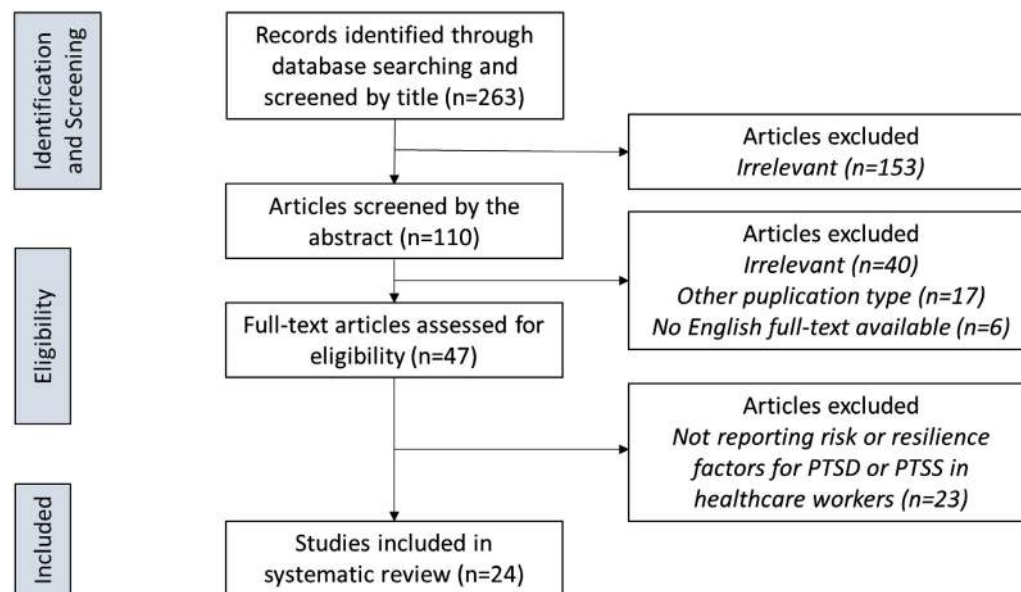 Identification
and Screening
Records identified through
database searching and
screened by title (n=263)
Articles excluded
Irrelevant (n=153)
Articles screened by the
abstract (n=110)
Eligibility
Articles excluded
Irrelevant (n=40)
Other puplication type (n=17)
No English full-text available (n=6)
Full-text articles assessed for
eligibility (n=47)
Articles excluded
Not reporting risk or resilience
factors for PTSD or PTSS in
healthcare workers (n=23)
Included
Studies included in
systematic review (n=24)